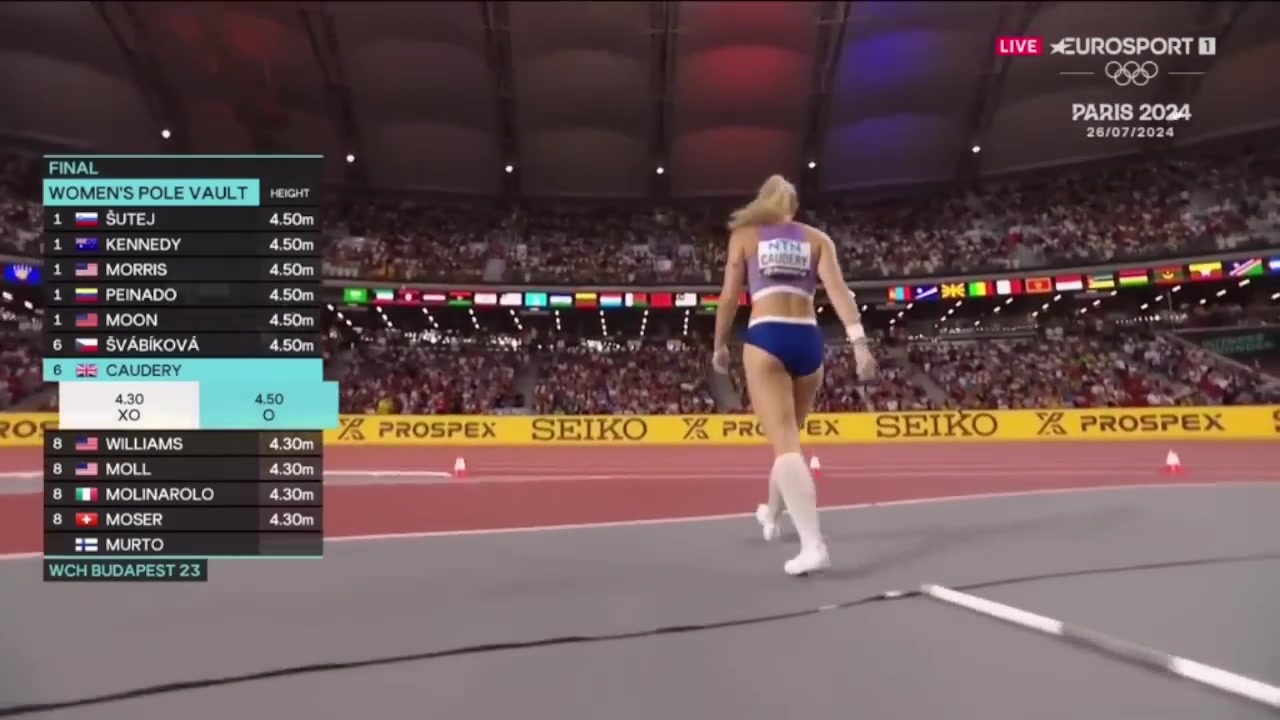 LIVE EUROSPORT 1
PARIS 2024
26/07/2024
FINAL
WOMEN'S POLE VAULT HEIGHT
1 ŠUTEJ 4.50m
1 KENNEDY 4.50m
1 MORRIS 4.50m
1 PEINADO 4.50m
1 MOON 4.50m
6 ŠVÁBÍKOVÁ 4.50m
6 CAUDERY
4.30 4.50
XO O
8 WILLIAMS 4.30m
8 MOLL 4.30m
8 MOLINAROLO 4.30m
8 MOSER 4.30m
MURTO
WCH BUDAPEST 23
NTN
CAUDERY
PROSPEX SEIKO PROSPEX SEIKO PROSPEX